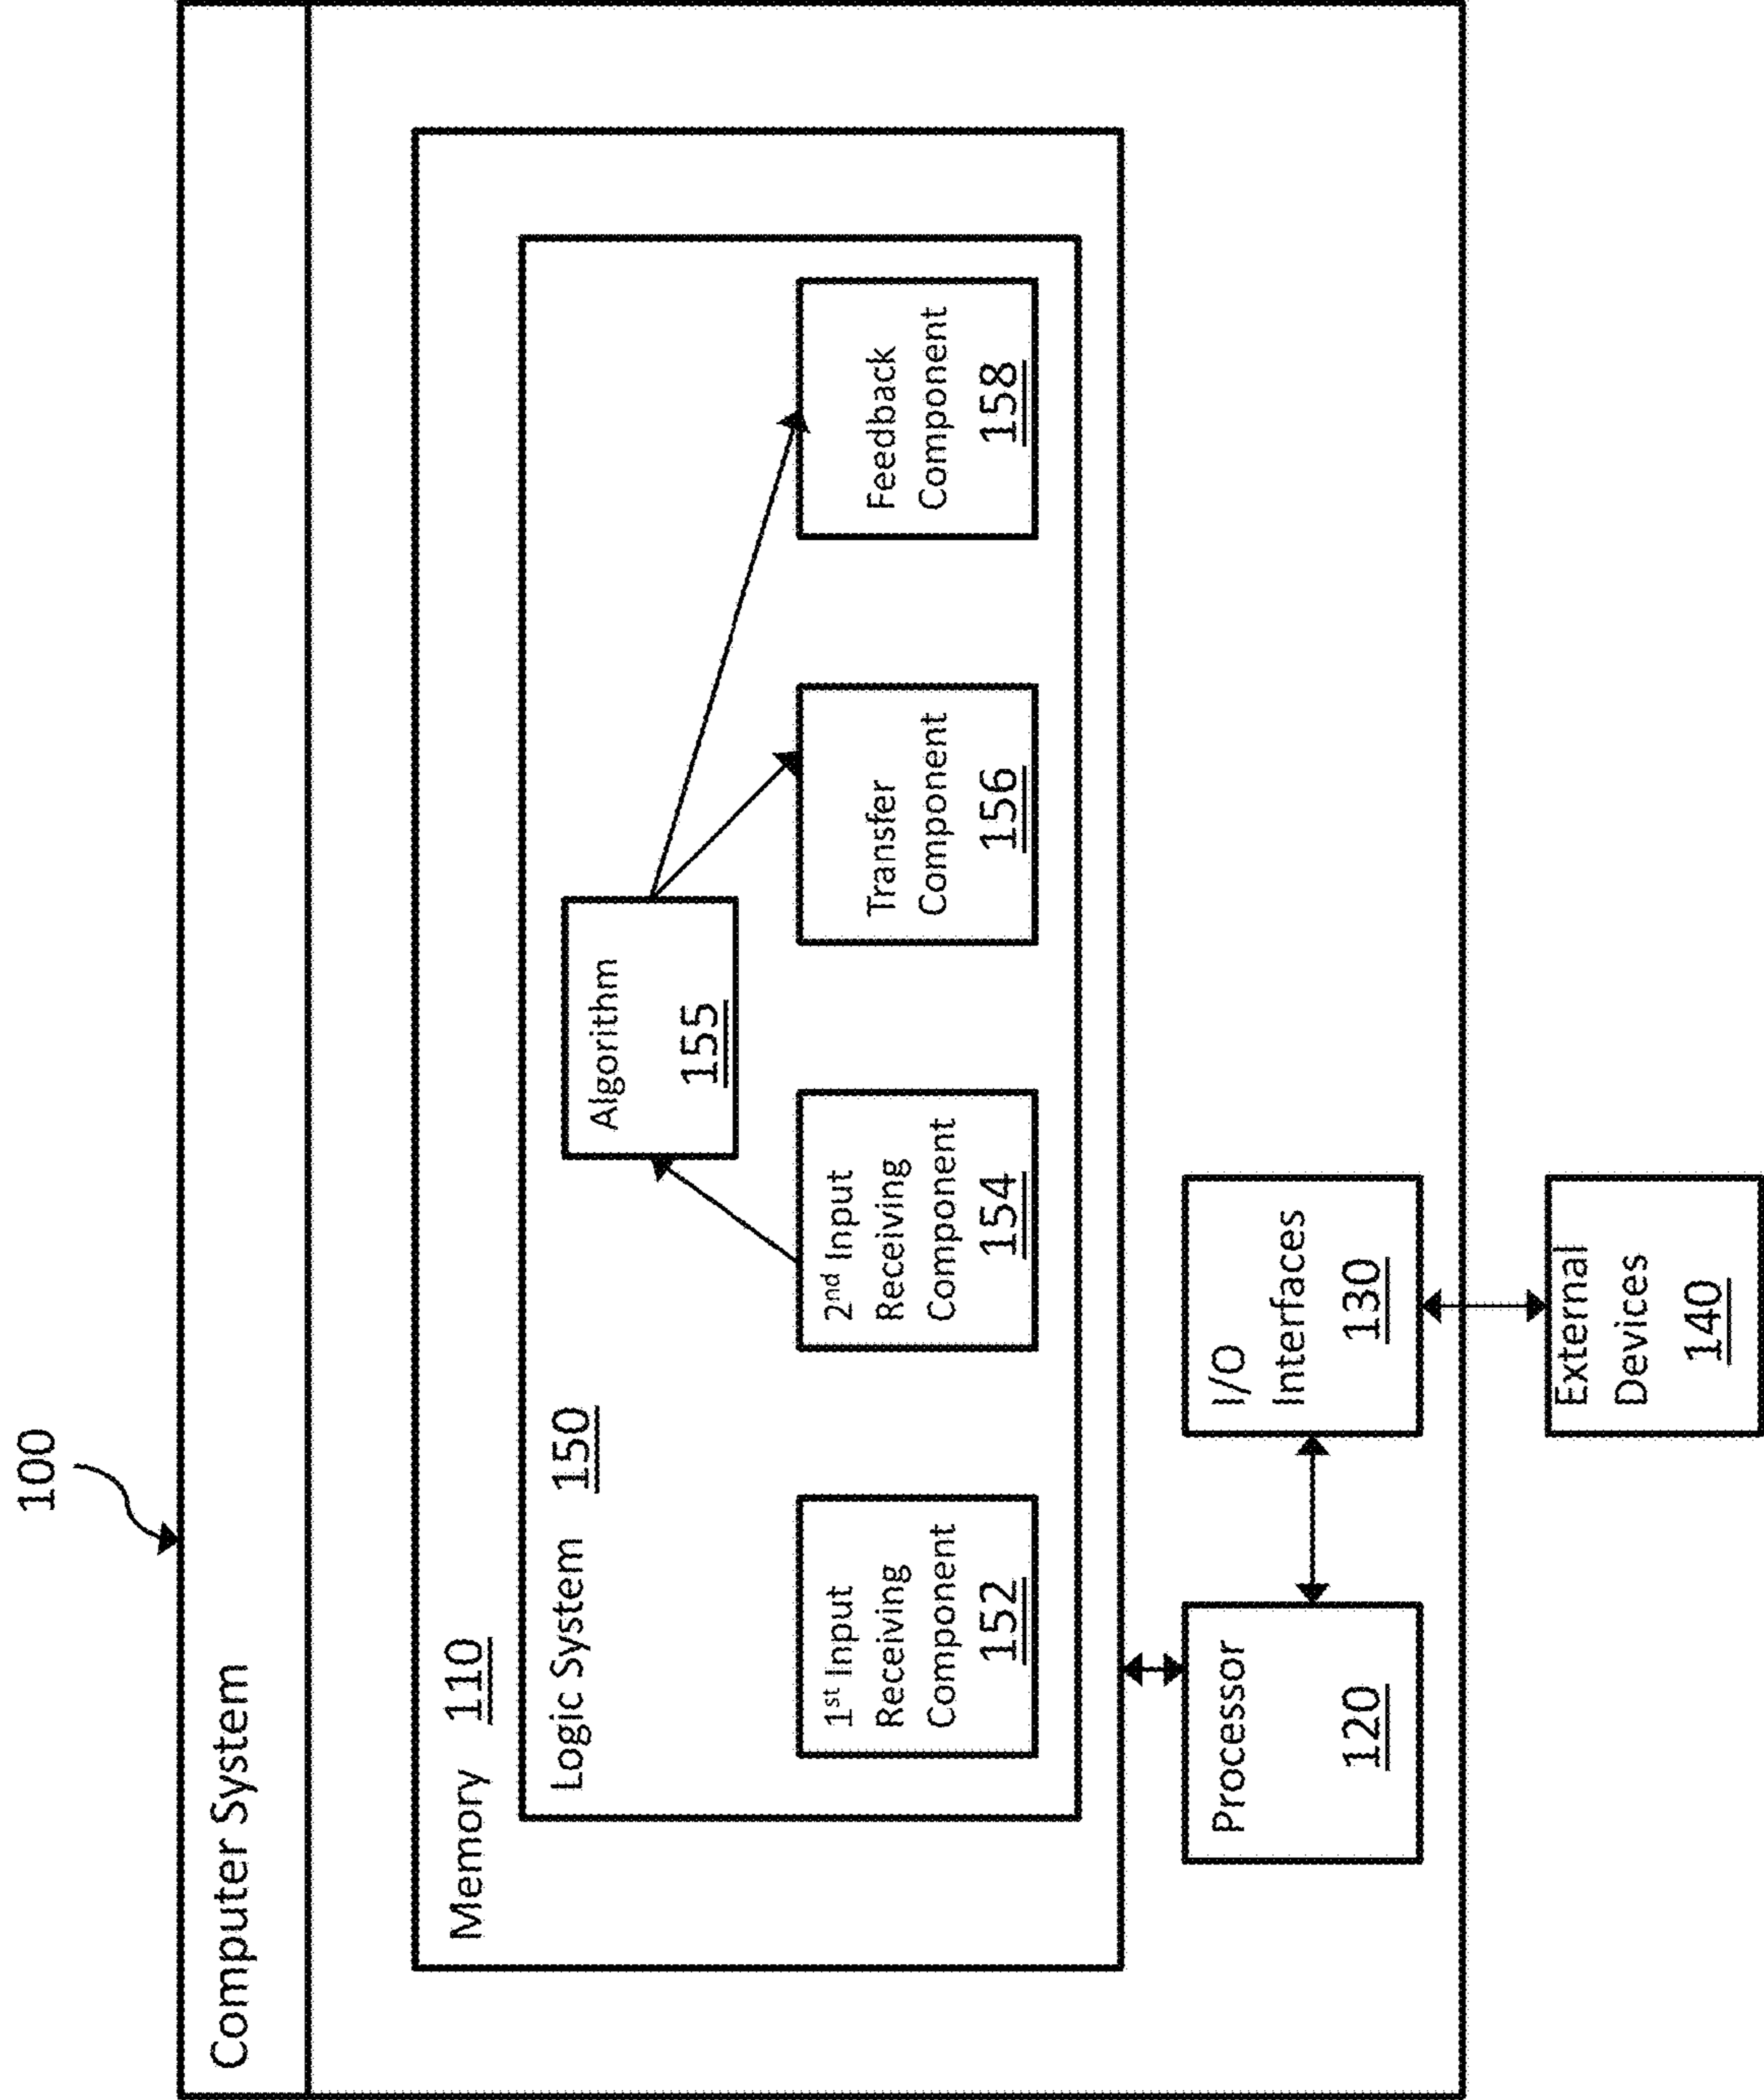 100
Computer System
Memory 110
Logic System 150
Algorithm
155
1st Input
Receiving
Component
152
2nd Input
Receiving
Component
154
Transfer
Component
156
Feedback
Component
158
Processor
120
I/O
Interfaces
130
External
Devices
140